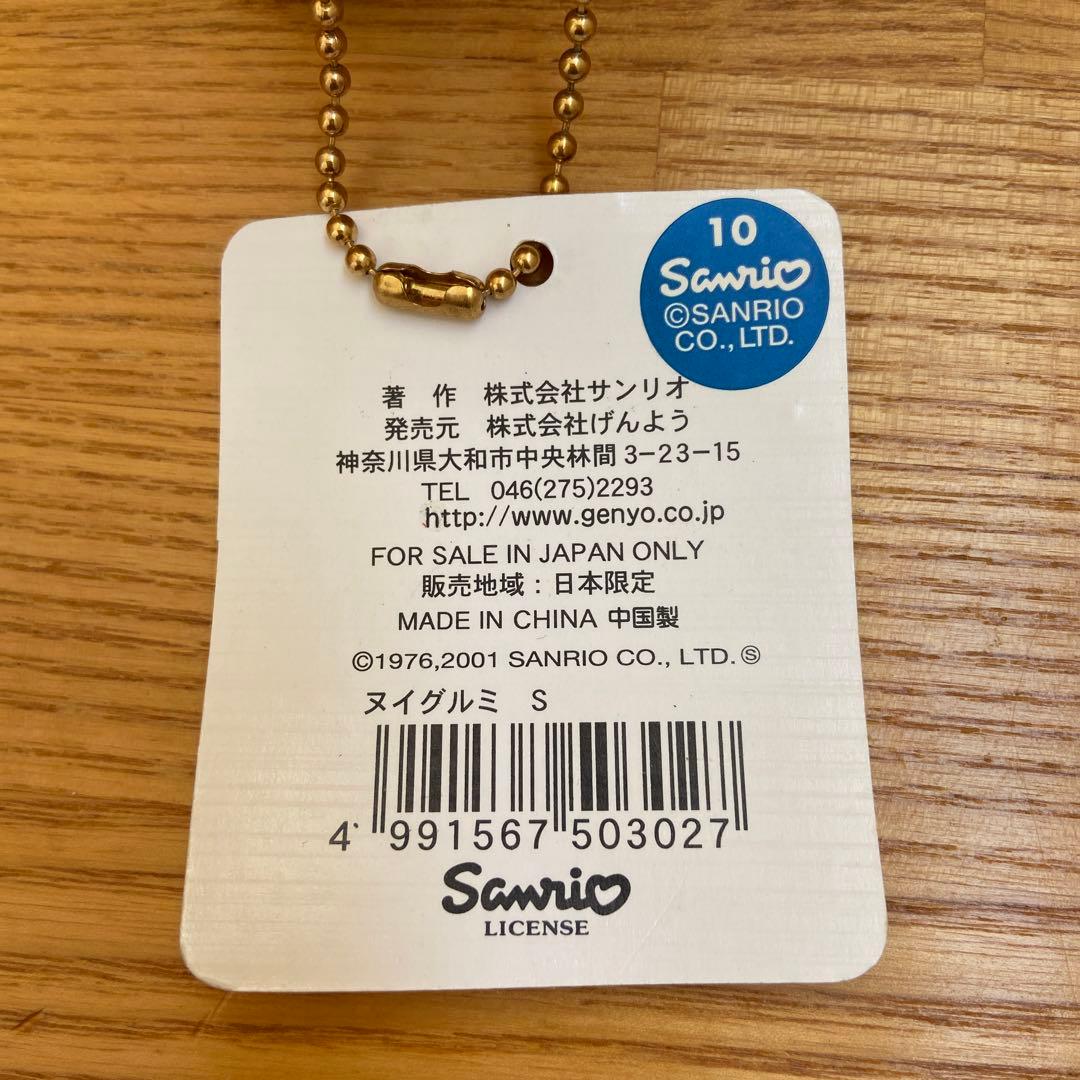 10
Sanrio
©SANRIO
CO., LTD.
著 作 株式会社サンリオ
発売元 株式会社げんよう
神奈川県大和市中央林間3-23-15
TEL 046(275)2293
http://www.genyo.co.jp
FOR SALE IN JAPAN ONLY
販売地域：日本限定
MADE IN CHINA 中国製
©1976,2001 SANRIO CO., LTD. Ⓢ
ヌイグルミ S
4 991567 503027
Sanrio
LICENSE